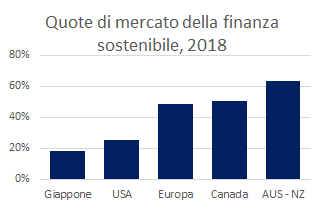 Quote di mercato della finanza
sostenibile, 2018
80%
60%
40%
20%
0%
Giappone USA Europa Canada AUS - NZ